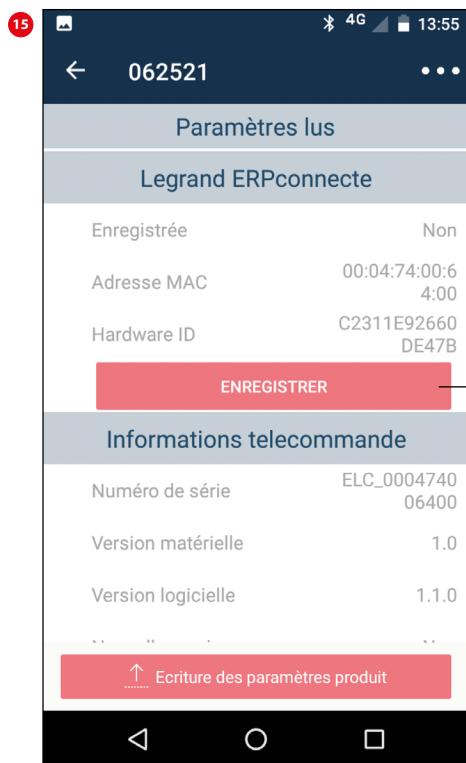 15
4G 13:55
062521
Paramètres lus
Legrand ERPconnecte
Enregistrée Non
Adresse MAC 00:04:74:00:6
4:00
Hardware ID C2311E92660
DE47B
ENREGISTRER
Informations telecommande
Numéro de série ELC_0004740
06400
Version matérielle 1.0
Version logicielle 1.1.0
Ecriture des paramètres produit